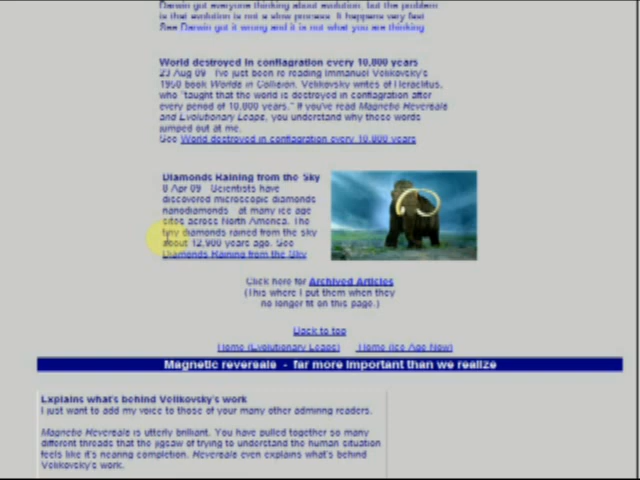 Darwin got everyone thinking about evolution, but the problem
is that evolution is not a slow process. It happens very fast
See Darwin got it wrong and it is not what you are thinking
World destroyed in conflagration every 10,800 years
23 Aug 09 - I've just been re-reading Immanuel Velikovsky's
1950 book Worlds in Collision. Velikovsky writes of Heraclitus,
who "taught that the world is destroyed in conflagration after
every period of 10,800 years." If you've read Magnetic Reversals
and Evolutionary Leaps, you understand why those words
jumped out at me.
See World destroyed in conflagration every 10,800 years
Diamonds Raining from the Sky
8 Apr 09 - Scientists have
discovered microscopic diamonds
nanodiamonds - at many ice age
sites across North America. The
tiny diamonds rained from the sky
about 12,900 years ago. See
Diamonds Raining from the Sky
Click here for Archived Articles
(This where I put them when they
no longer fit on this page.)
Back to top
Home (Evolutionary Leaps) Home (Ice Age Now)
Magnetic reversals - far more important than we realize
Explains what's behind Velikovsky's work
I just want to add my voice to those of your many other admiring readers.
Magnetic Reversals is utterly brilliant. You have pulled together so many
different threads that the jigsaw of trying to understand the human situation
feels like it's nearing completion. Reversals even explains what's behind
Velikovsky's work.